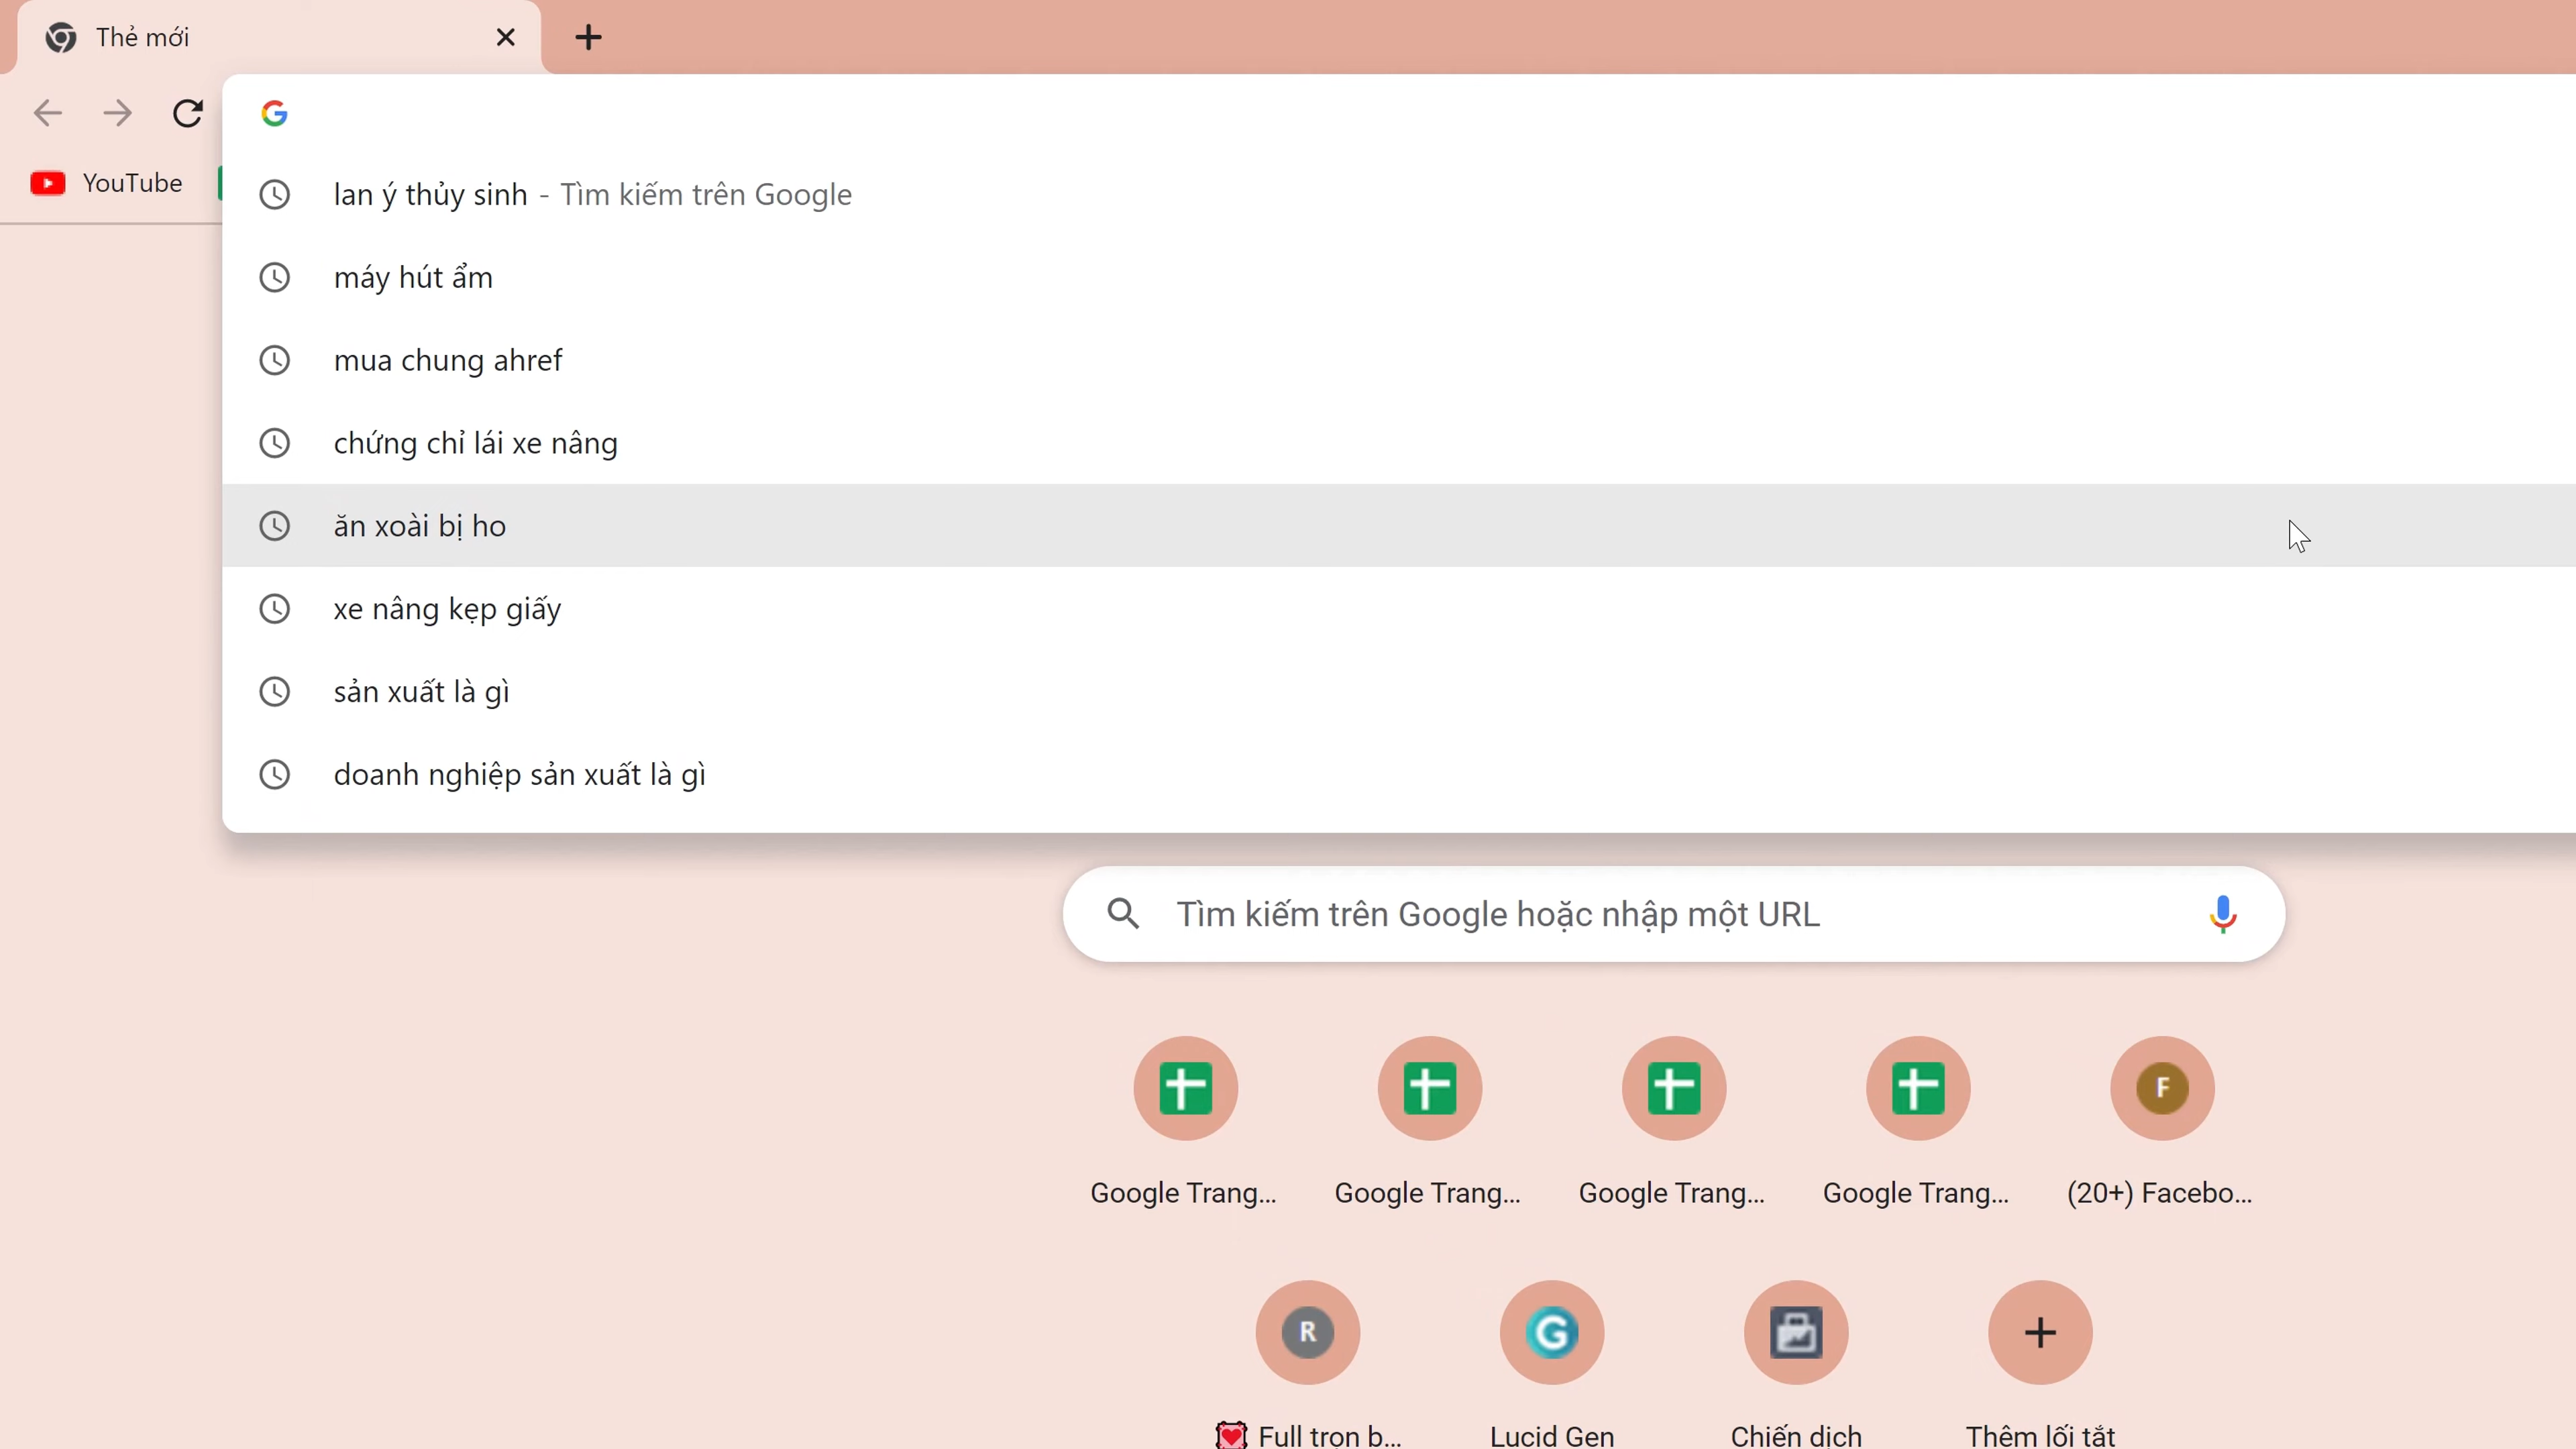 Thẻ mới
YouTube
lan ý thủy sinh - Tìm kiếm trên Google
máy hút ẩm
mua chung ahref
chứng chỉ lái xe nâng
ăn xoài bị ho
xe nâng kẹp giấy
sản xuất là gì
doanh nghiệp sản xuất là gì
Tìm kiếm trên Google hoặc nhập một URL
F
Google Trang... Google Trang... Google Trang... Google Trang... (20+) Facebo...
R
Full trọn b... Lucid Gen Chiến dịch Thêm lối tắt